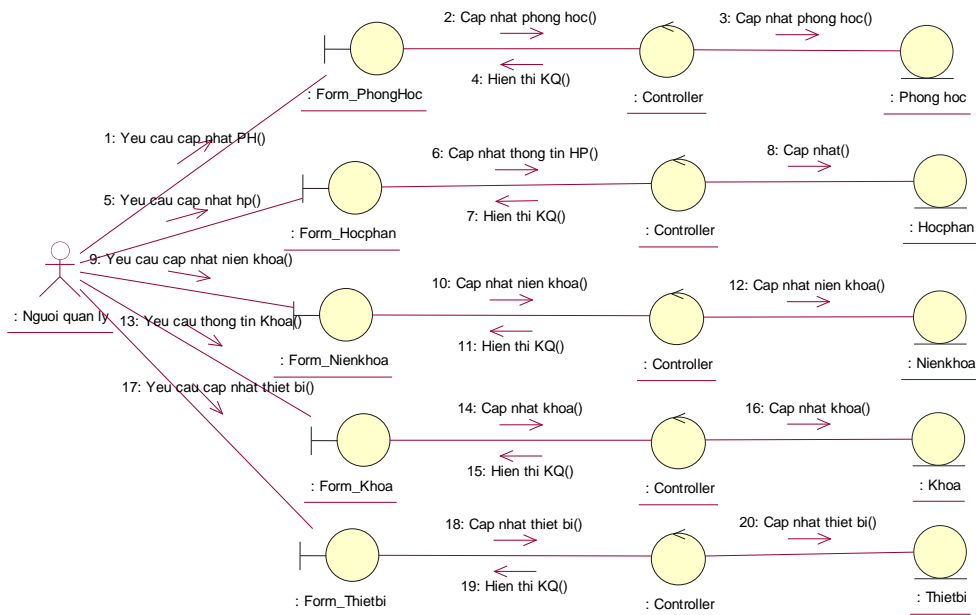 2: Cap nhat phong hoc()
3: Cap nhat phong hoc()
4: Hien thi KQ()
: Form_PhongHoc
: Controller
: Phong hoc
1: Yeu cau cap nhat PH()
6: Cap nhat thong tin HP()
8: Cap nhat()
5: Yeu cau cap nhat hp()
7: Hien thi KQ()
: Form_Hocphan
: Controller
: Hocphan
9: Yeu cau cap nhat nien khoa()
10: Cap nhat nien khoa()
12: Cap nhat nien khoa()
: Nguoi quan ly
13: Yeu cau thong tin Khoa()
11: Hien thi KQ()
: Form_Nienkhoa
: Controller
: Nienkhoa
17: Yeu cau cap nhat thiet bi()
14: Cap nhat khoa()
16: Cap nhat khoa()
15: Hien thi KQ()
: Form_Khoa
: Controller
: Khoa
18: Cap nhat thiet bi()
20: Cap nhat thiet bi()
19: Hien thi KQ()
: Form_Thietbi
: Controller
: Thietbi